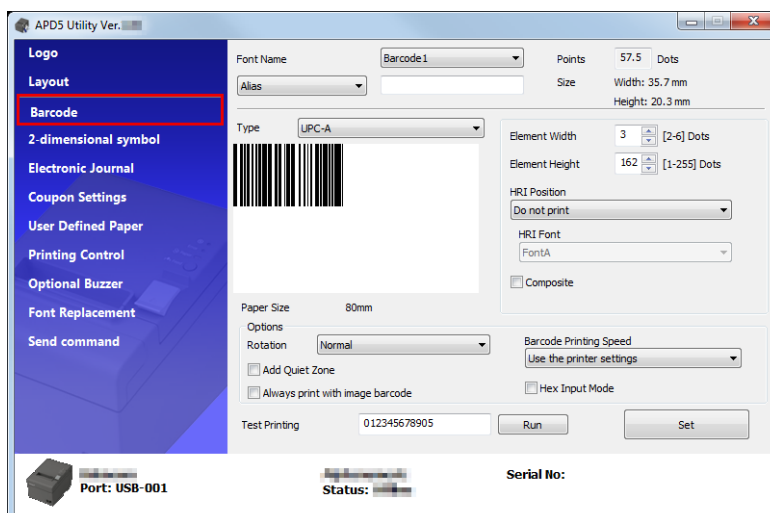 APD5 Utility Ver.
Logo
Layout
Barcode
2-dimensional symbol
Electronic Journal
Coupon Settings
User Defined Paper
Printing Control
Optional Buzzer
Font Replacement
Send command
Font Name Barcode1 Points 57.5 Dots
Alias Size Width: 35.7 mm
Height: 20.3 mm
Type UPC-A
Element Width 3 [2-6] Dots
Element Height 162 [1-255] Dots
HRI Position
Do not print
HRI Font
FontA
Composite
Paper Size 80mm
Options
Rotation Normal
Barcode Printing Speed
Use the printer settings
Add Quiet Zone
Always print with image barcode
Hex Input Mode
Test Printing 012345678905 Run Set
Port: USB-001
Status:
Serial No: